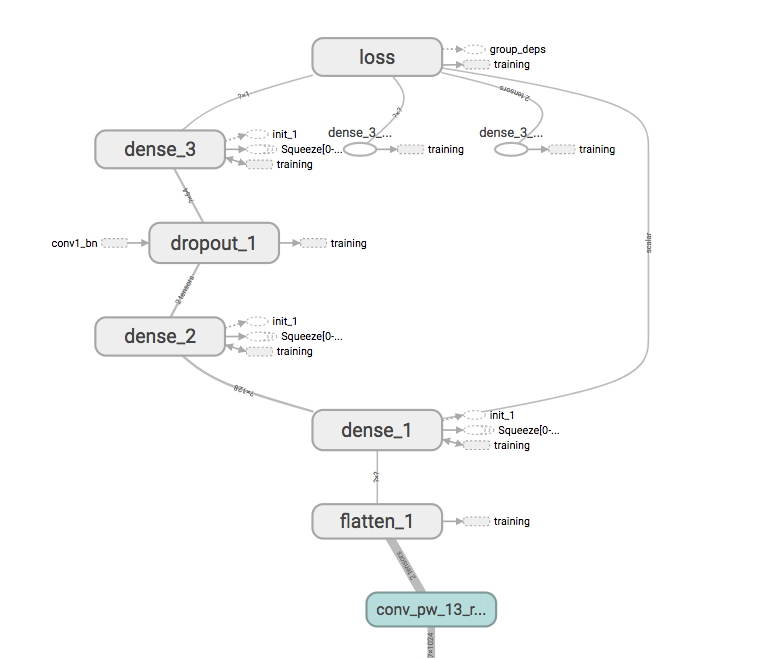 loss
group_deps
training
?×1
?×?
2 tensors
dense_3_...
dense_3_...
dense_3
init_1
Squeeze[0-...
training
training
training
?×64
conv1_bn
dropout_1
training
scalar
2 tensors
dense_2
init_1
Squeeze[0-...
training
?×128
dense_1
init_1
Squeeze[0-...
training
?×?
flatten_1
training
2 tensors
conv_pw_13_r...
?×1024